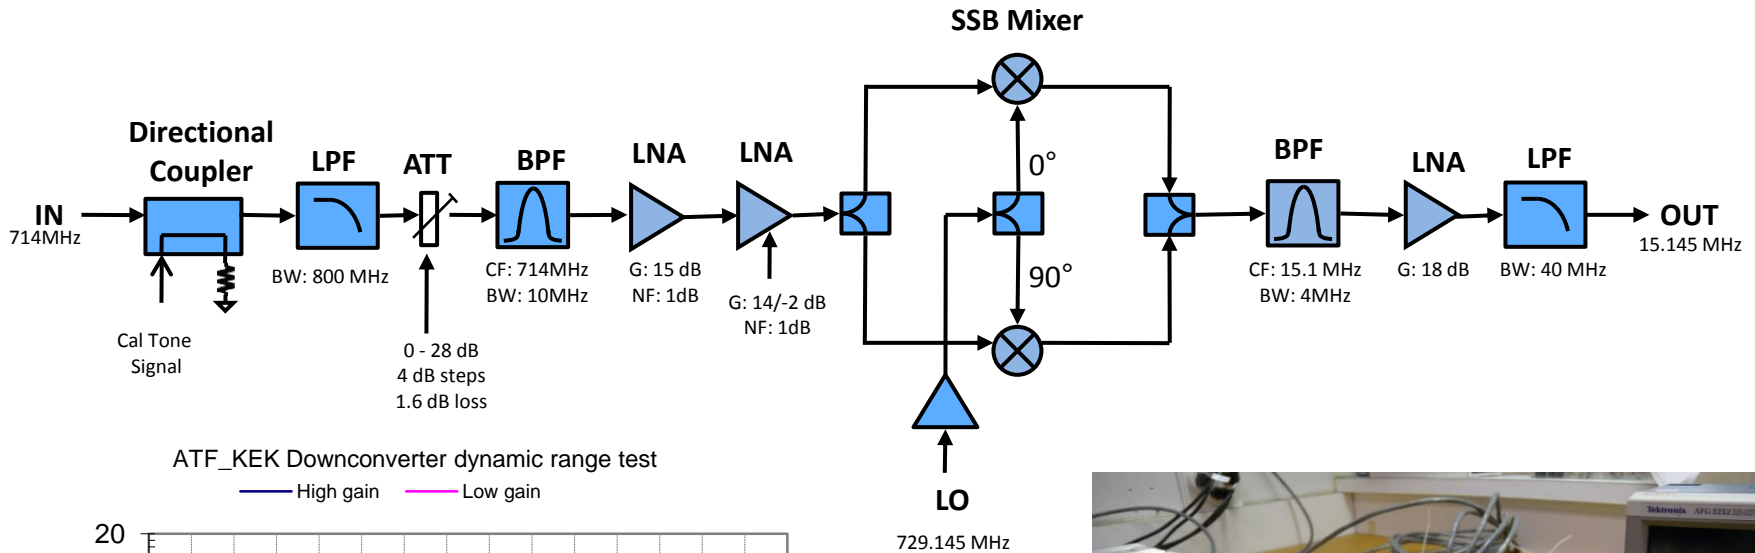 SSB Mixer
Directional
Coupler
LPF
ATT
BPF
LNA
LNA
0°
BPF
LNA
LPF
IN
714MHz
OUT
15.145 MHz
BW: 800 MHz
CF: 714MHz
BW: 10MHz
G: 15 dB
NF: 1dB
G: 14/-2 dB
NF: 1dB
90°
CF: 15.1 MHz
BW: 4MHz
G: 18 dB
BW: 40 MHz
Cal Tone
Signal
0 - 28 dB
4 dB steps
1.6 dB loss
ATF_KEK Downconverter dynamic range test
High gain
Low gain
20
LO
729.145 MHz
Tektronix
AFG 3252